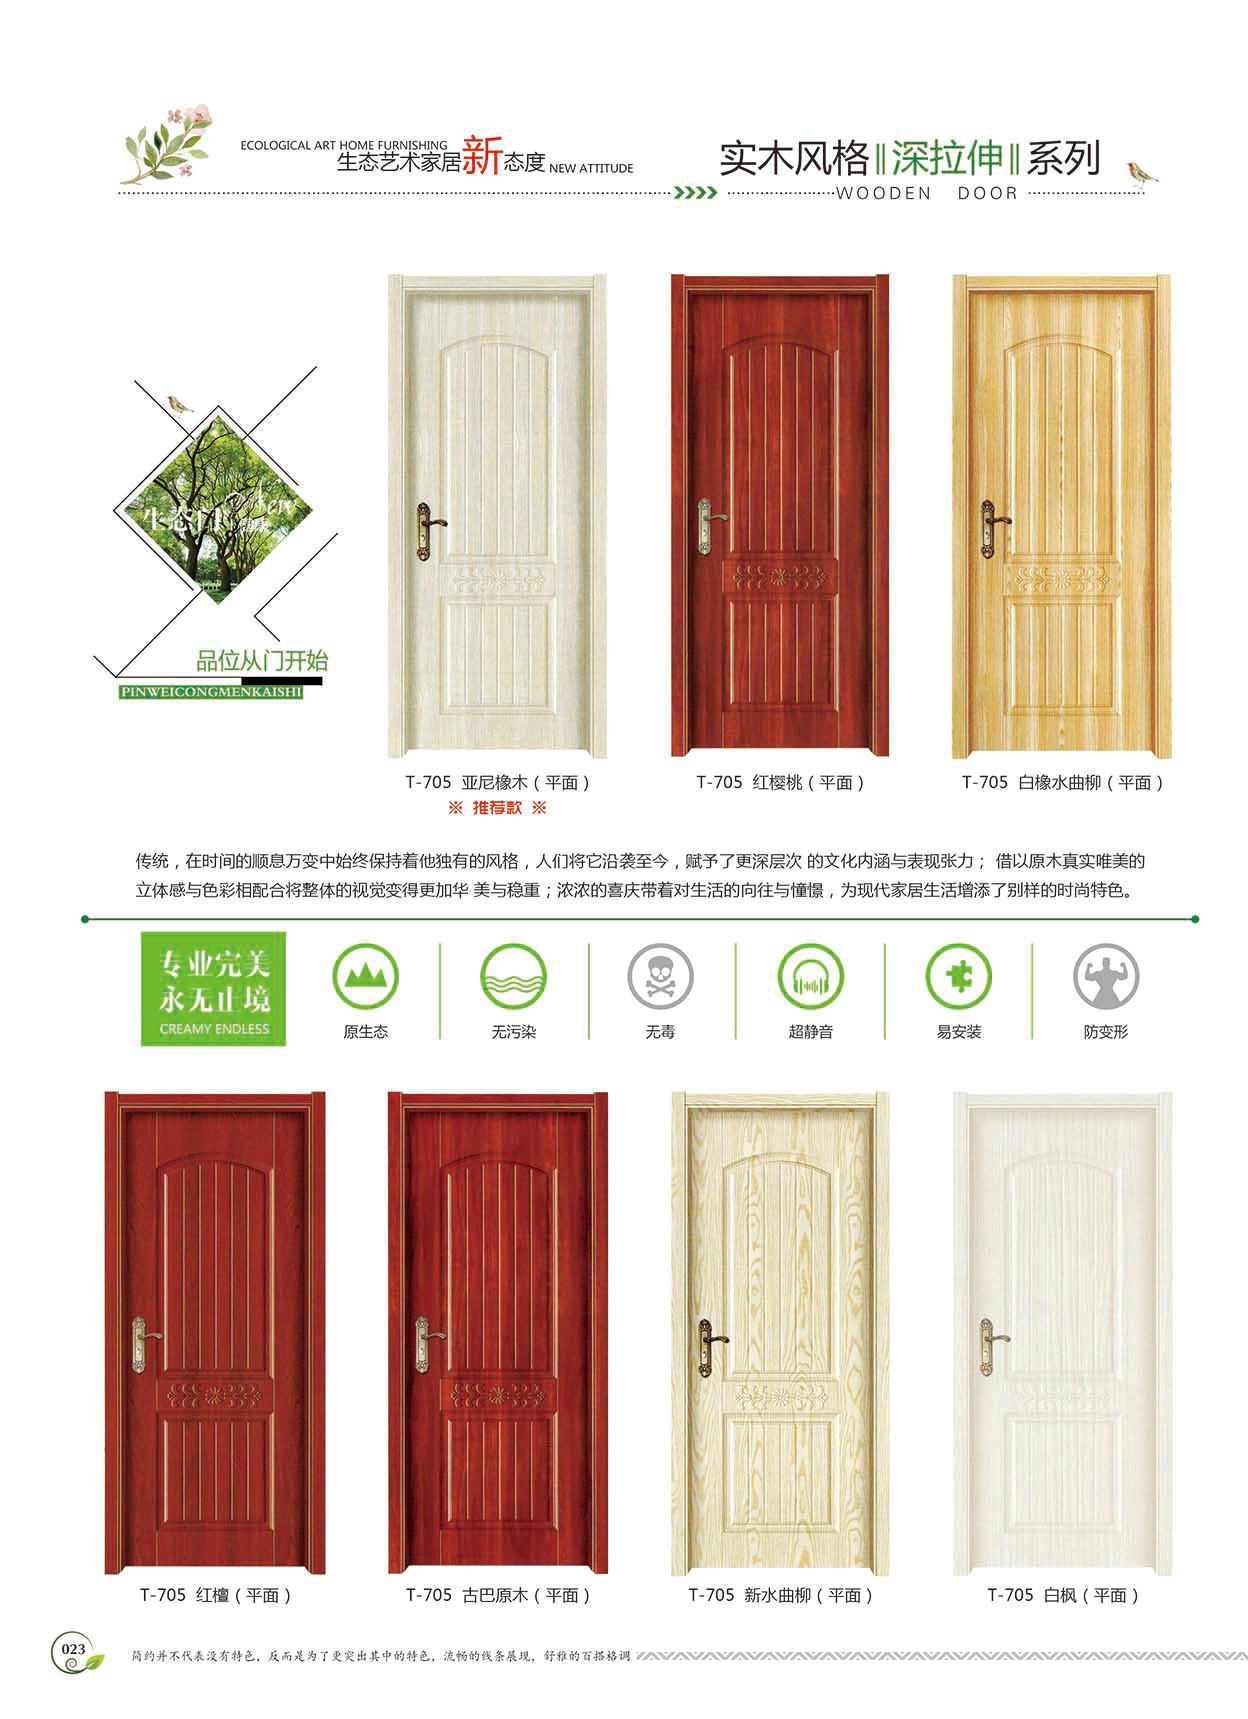 ECOLOGICAL ART HOME FURNISHING
生态艺术家居新态度 NEW ATTITUDE
实木风格‖深拉伸‖系列
WOODEN DOOR
生态门
品位从门开始
PINWEICONGMENKAISHI
T-705 亚尼橡木（平面）
※ 推荐款 ※
T-705 红樱桃（平面）
T-705 白橡水曲柳（平面）
传统，在时间的顺息万变中始终保持着他独有的风格，人们将它沿袭至今，赋予了更深层次 的文化内涵与表现张力； 借以原木真实唯美的
立体感与色彩相配合将整体的视觉变得更加华 美与稳重；浓浓的喜庆带着对生活的向往与憧憬，为现代家居生活增添了别样的时尚特色。
专业完美
永无止境
CREAMY ENDLESS
原生态
无污染
无毒
超静音
易安装
防变形
T-705 红檀（平面）
T-705 古巴原木（平面）
T-705 新水曲柳（平面）
T-705 白枫（平面）
023
简约并不代表没有特色，反而是为了更突出其中的特色，流畅的线条展现，舒雅的百搭格调